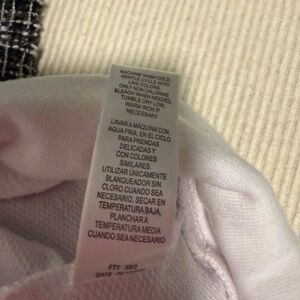 MACHINE WASH COLD,
GENTLE CYCLE WITH
LIKE COLORS.
ONLY NON CHLORINE
BLEACH WHEN NEEDED,
TUMBLE DRY LOW,
WARM IRON IF
NECESSARY
LAVAR A MÁQUINA CON
AGUA FRIA, EN EL CICLO
PARA PRENDAS
DELICADAS Y
CON COLORES
SIMILARES.
UTILIZAR ÚNICAMENTE
BLANQUEADOR SIN
CLORO CUANDO SEA
NECESARIO, SECAR EN
TEMPERATURA BAJA,
PLANCHAR A
TEMPERATURA MEDIA
CUANDO SEA NECESARIO
FTY:
DATE